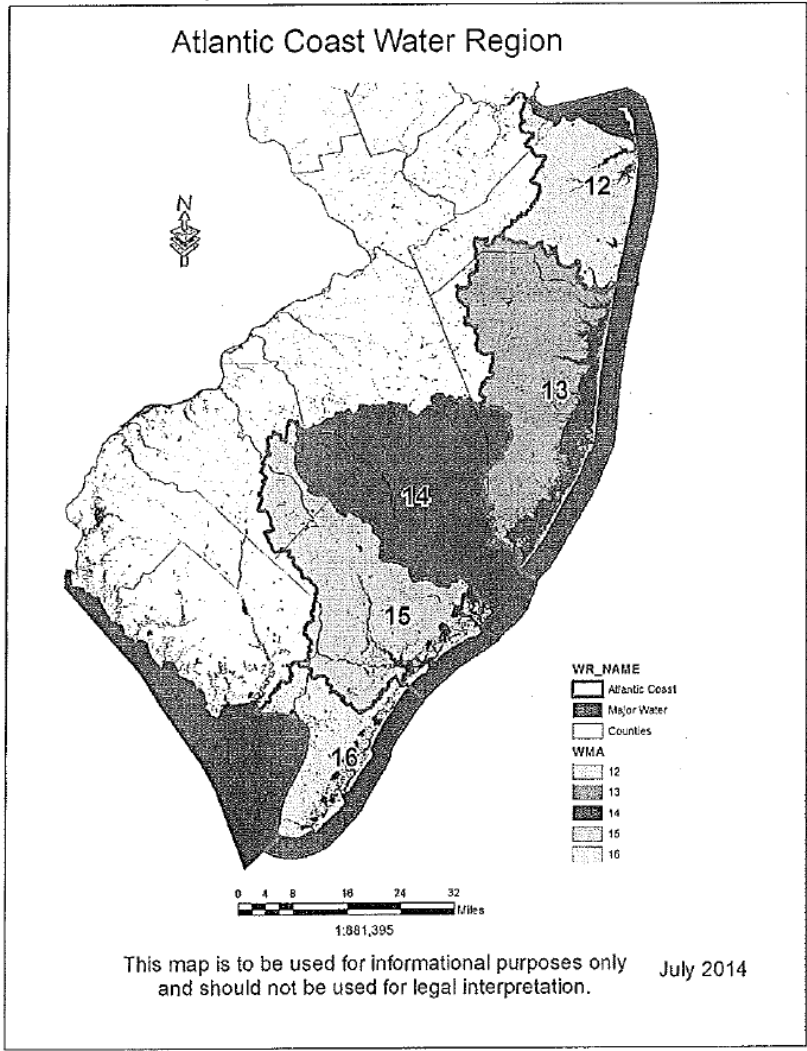 Atlantic Coast Water Region
N
12
13
14
15
16
WR_NAME
Atlantic Coast
Major Water
Counties
WMA
12
13
14
15
16
0 4 8 16 24 32
Miles
1:881,395
This map is to be used for informational purposes only
and should not be used for legal interpretation.
July 2014